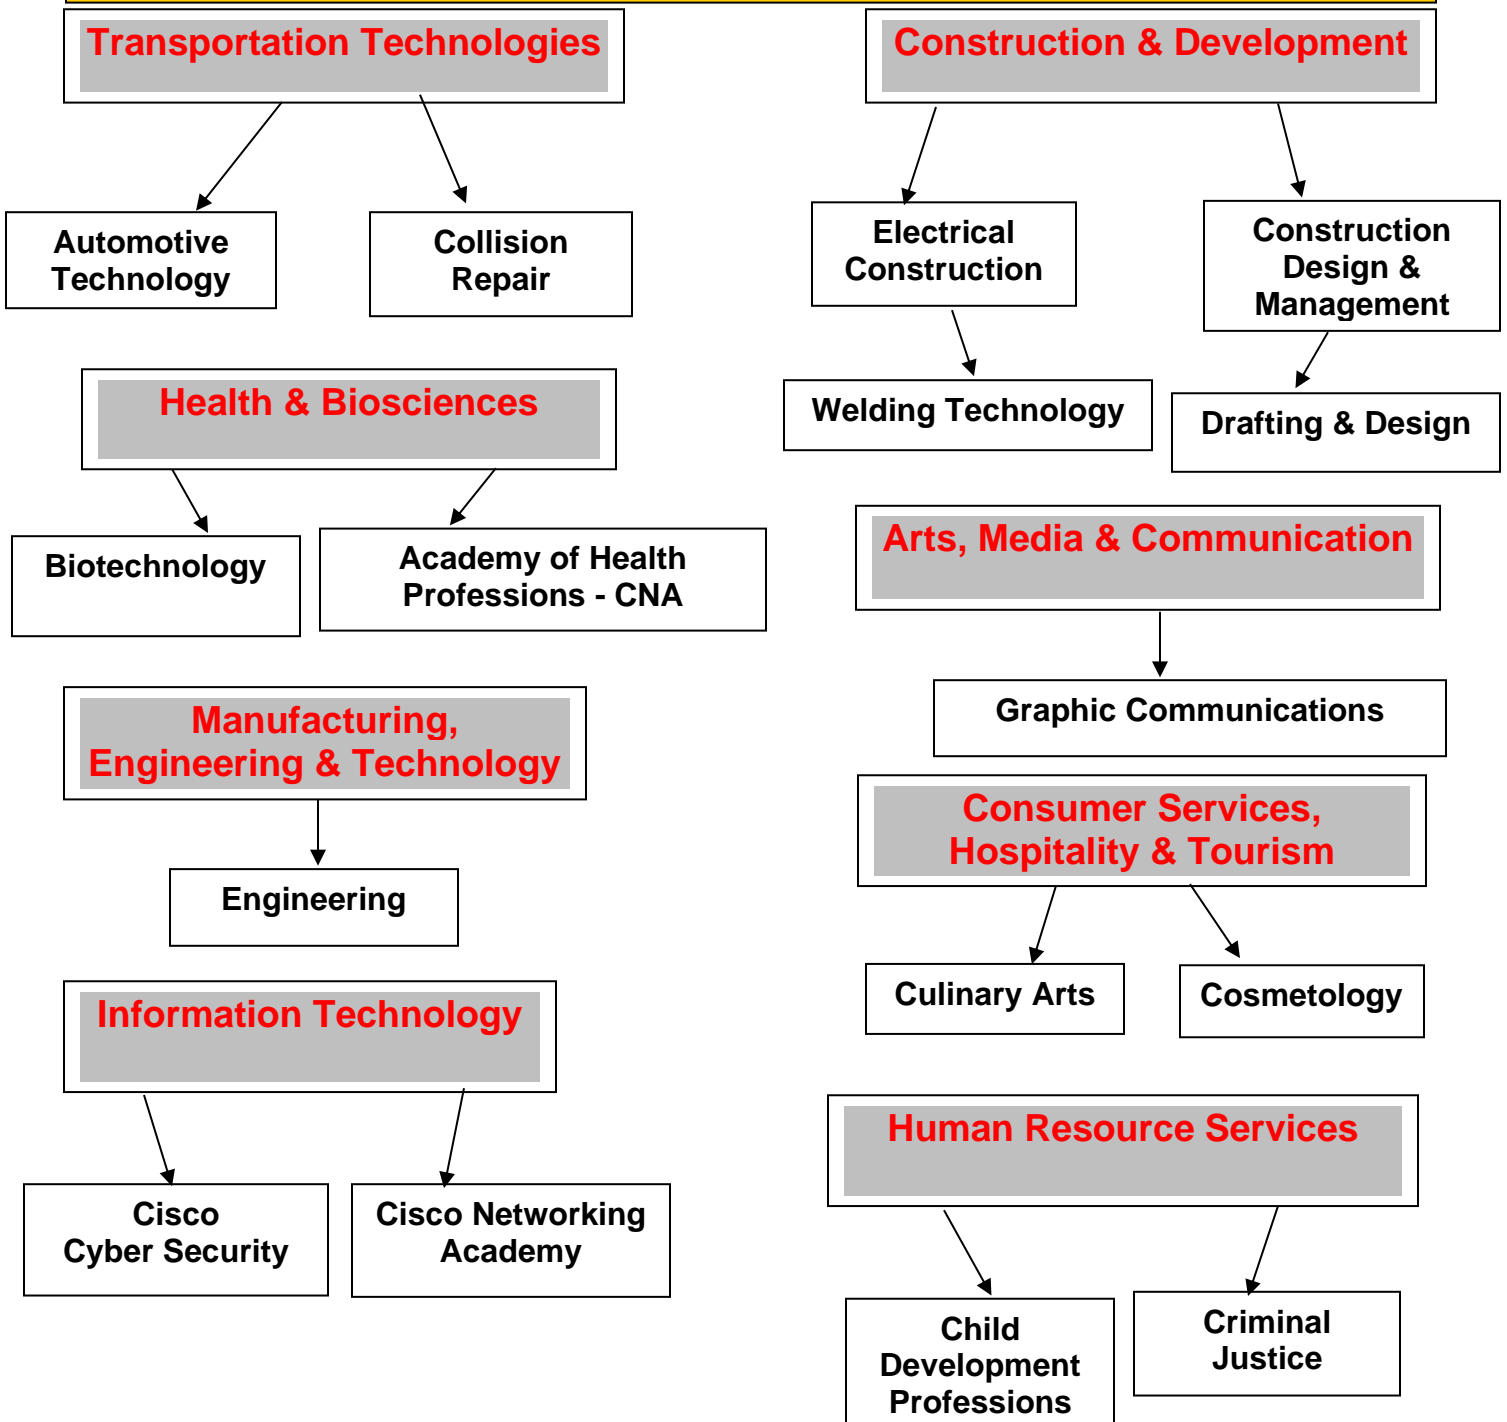 Transportation Technologies
Automotive
Technology
Collision
Repair
Health & Biosciences
Biotechnology
Academy of Health
Professions - CNA
Manufacturing,
Engineering & Technology
Engineering
Information Technology
Cisco
Cyber Security
Cisco Networking
Academy
Construction & Development
Electrical
Construction
Construction
Design &
Management
Welding Technology
Drafting & Design
Arts, Media & Communication
Graphic Communications
Consumer Services,
Hospitality & Tourism
Culinary Arts
Cosmetology
Human Resource Services
Child
Development
Professions
Criminal
Justice